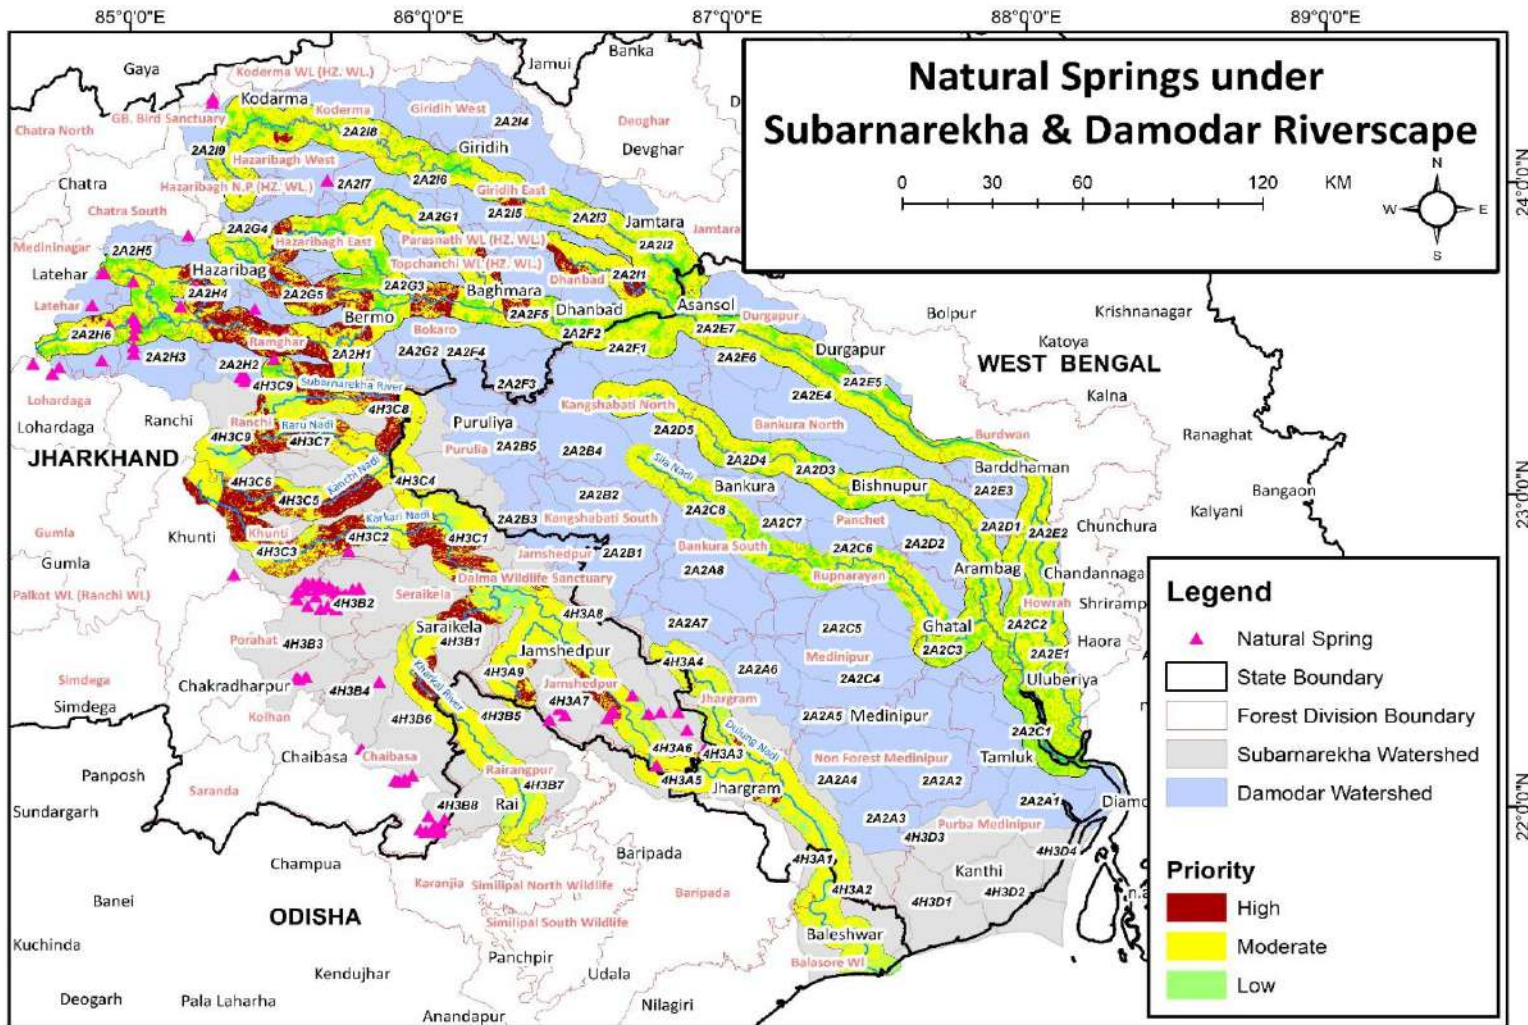 85°0'0"E 86°0'0"E 87°0'0"E 88°0'0"E 89°0'0"E
Natural Springs under
Subarnarekha & Damodar Riverscape
0 30 60 120 KM
N
W E
S
24°0'0"N
23°0'0"N
22°0'0"N
Gaya
Koderma WL (HZ. WL.)
Jamui
Banka
Kodarma
Koderma
Giridih West
GB. Bird Sanctuary
2A2I8
2A2I4
Deoghar
Chatra North
2A2I9
Giridih
Devghar
Hazaribagh West
Chatra
Hazaribagh N.P (HZ. WL.)
2A2I7
2A2I6
Giridih East
Chatra South
2A2G1
2A2I5
2A2I3
Jamtara
Jamtara
2A2G4
Medininagar
2A2H5
Hazaribagh East
Parasnath WL (HZ. WL.)
2A2I2
Latehar
Hazaribag
Topchanchi WL (HZ. WL.)
Dhanbad
2A2I1
2A2H4
2A2G5
2A2G3
Baghmara
Latehar
Bermo
2A2F5
Dhanbad
Asansol
Durgapur
Bolpur
Krishnanagar
2A2H6
Ramghar
Bokaro
2A2F2
2A2E7
2A2H3
2A2H2
2A2H1
2A2G2
2A2F4
2A2F1
2A2E6
Durgapur
Katoya
WEST BENGAL
4H3C9
Subarnarekha River
2A2F3
2A2E5
Kalna
Lohardaga
2A2E4
Ranchi
4H3C8
Puruliya
Kangshabati North
Lohardaga
Ranchi
Raru Nadi
2A2D5
Bankura North
Burdwan
Ranaghat
4H3C9
4H3C7
Purulia
2A2B5
2A2B4
JHARKHAND
Sila Nadi
2A2D4
2A2D3
Barddhaman
Kanchi Nadi
4H3C6
4H3C4
Bankura
Bishnupur
2A2E3
Bangaon
4H3C5
2A2B2
2A2C8
Kalyani
Karkari Nadi
2A2B3
Kangshabati South
2A2C7
Panchet
2A2D1
2A2E2
Chunchura
Gumla
Khunti
Khunti
4H3C2
4H3C1
4H3C3
Jamshedpur
2A2B1
Bankura South
2A2C6
2A2D2
Gumla
Dalma Wildlife Sanctuary
2A2A8
Rupnarayan
Arambag
Chandannaga
Palkot WL (Ranchi WL)
4H3B2
Seraikela
4H3A8
Howrah
Shriramp
Saraikela
2A2A7
2A2C5
Ghatal
2A2C2
Porahat
4H3B3
4H3B1
Jamshedpur
2A2C3
Haora
Medinipur
2A2E1
4H3A4
4H3A9
2A2A6
Simdega
Chakradharpur
4H3B4
Kharkai River
Jamshedpur
2A2C4
Uluberiya
Simdega
4H3A7
Jhargram
Kolhan
4H3B6
4H3B5
2A2A5
Medinipur
Dulung Nadi
2A2C1
Chaibasa
Chaibasa
4H3A6
4H3A3
Non Forest Medinipur
Tamluk
Panposh
Rairangpur
4H3A5
2A2A4
2A2A2
Saranda
4H3B7
Jhargram
4H3B8
Rai
2A2A1
Diamo
Sundargarh
2A2A3
Purba Medinipur
4H3D3
4H3D4
Baripada
Champua
4H3A1
Kanthi
Karanjia
Similipal North Wildlife
Baripada
4H3A2
4H3D2
Banei
4H3D1
ODISHA
Similipal South Wildlife
Baleshwar
Kuchinda
Panchpir
Balasore Wl
Kendujhar
Udala
Deogarh
Pala Laharha
Nilagiri
Anandapur
Legend
Natural Spring
State Boundary
Forest Division Boundary
Subarnarekha Watershed
Damodar Watershed
Priority
High
Moderate
Low